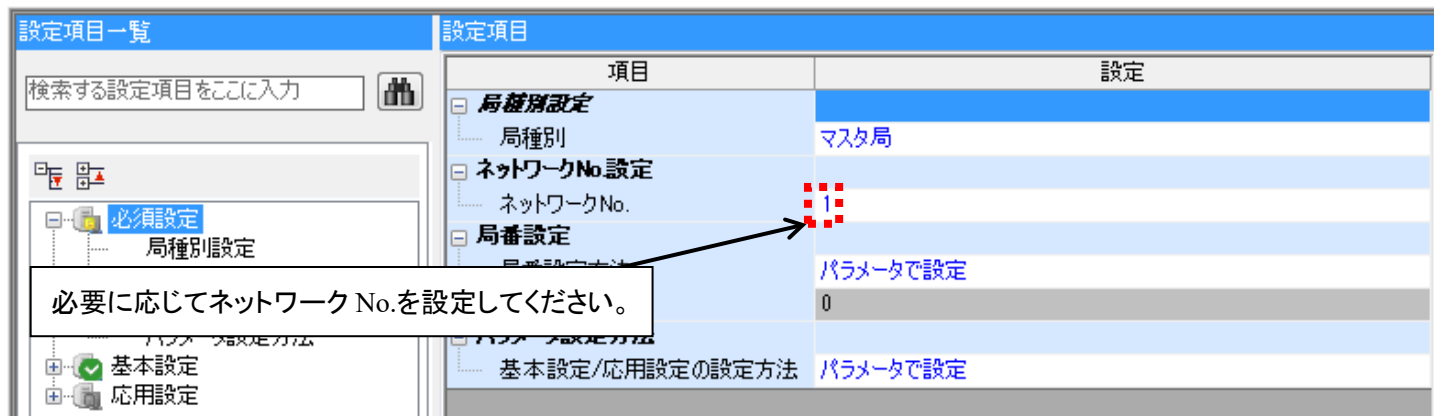 設定項目一覧
設定項目
検索する設定項目をここに入力
項目
設定
局種別設定
局種別
マスタ局
ネットワークNo.設定
ネットワークNo.
1
局番設定
パラメータで設定
0
基本設定/応用設定の設定方法
パラメータで設定
必須設定
局種別設定
必要に応じてネットワーク No.を設定してください。
基本設定
応用設定